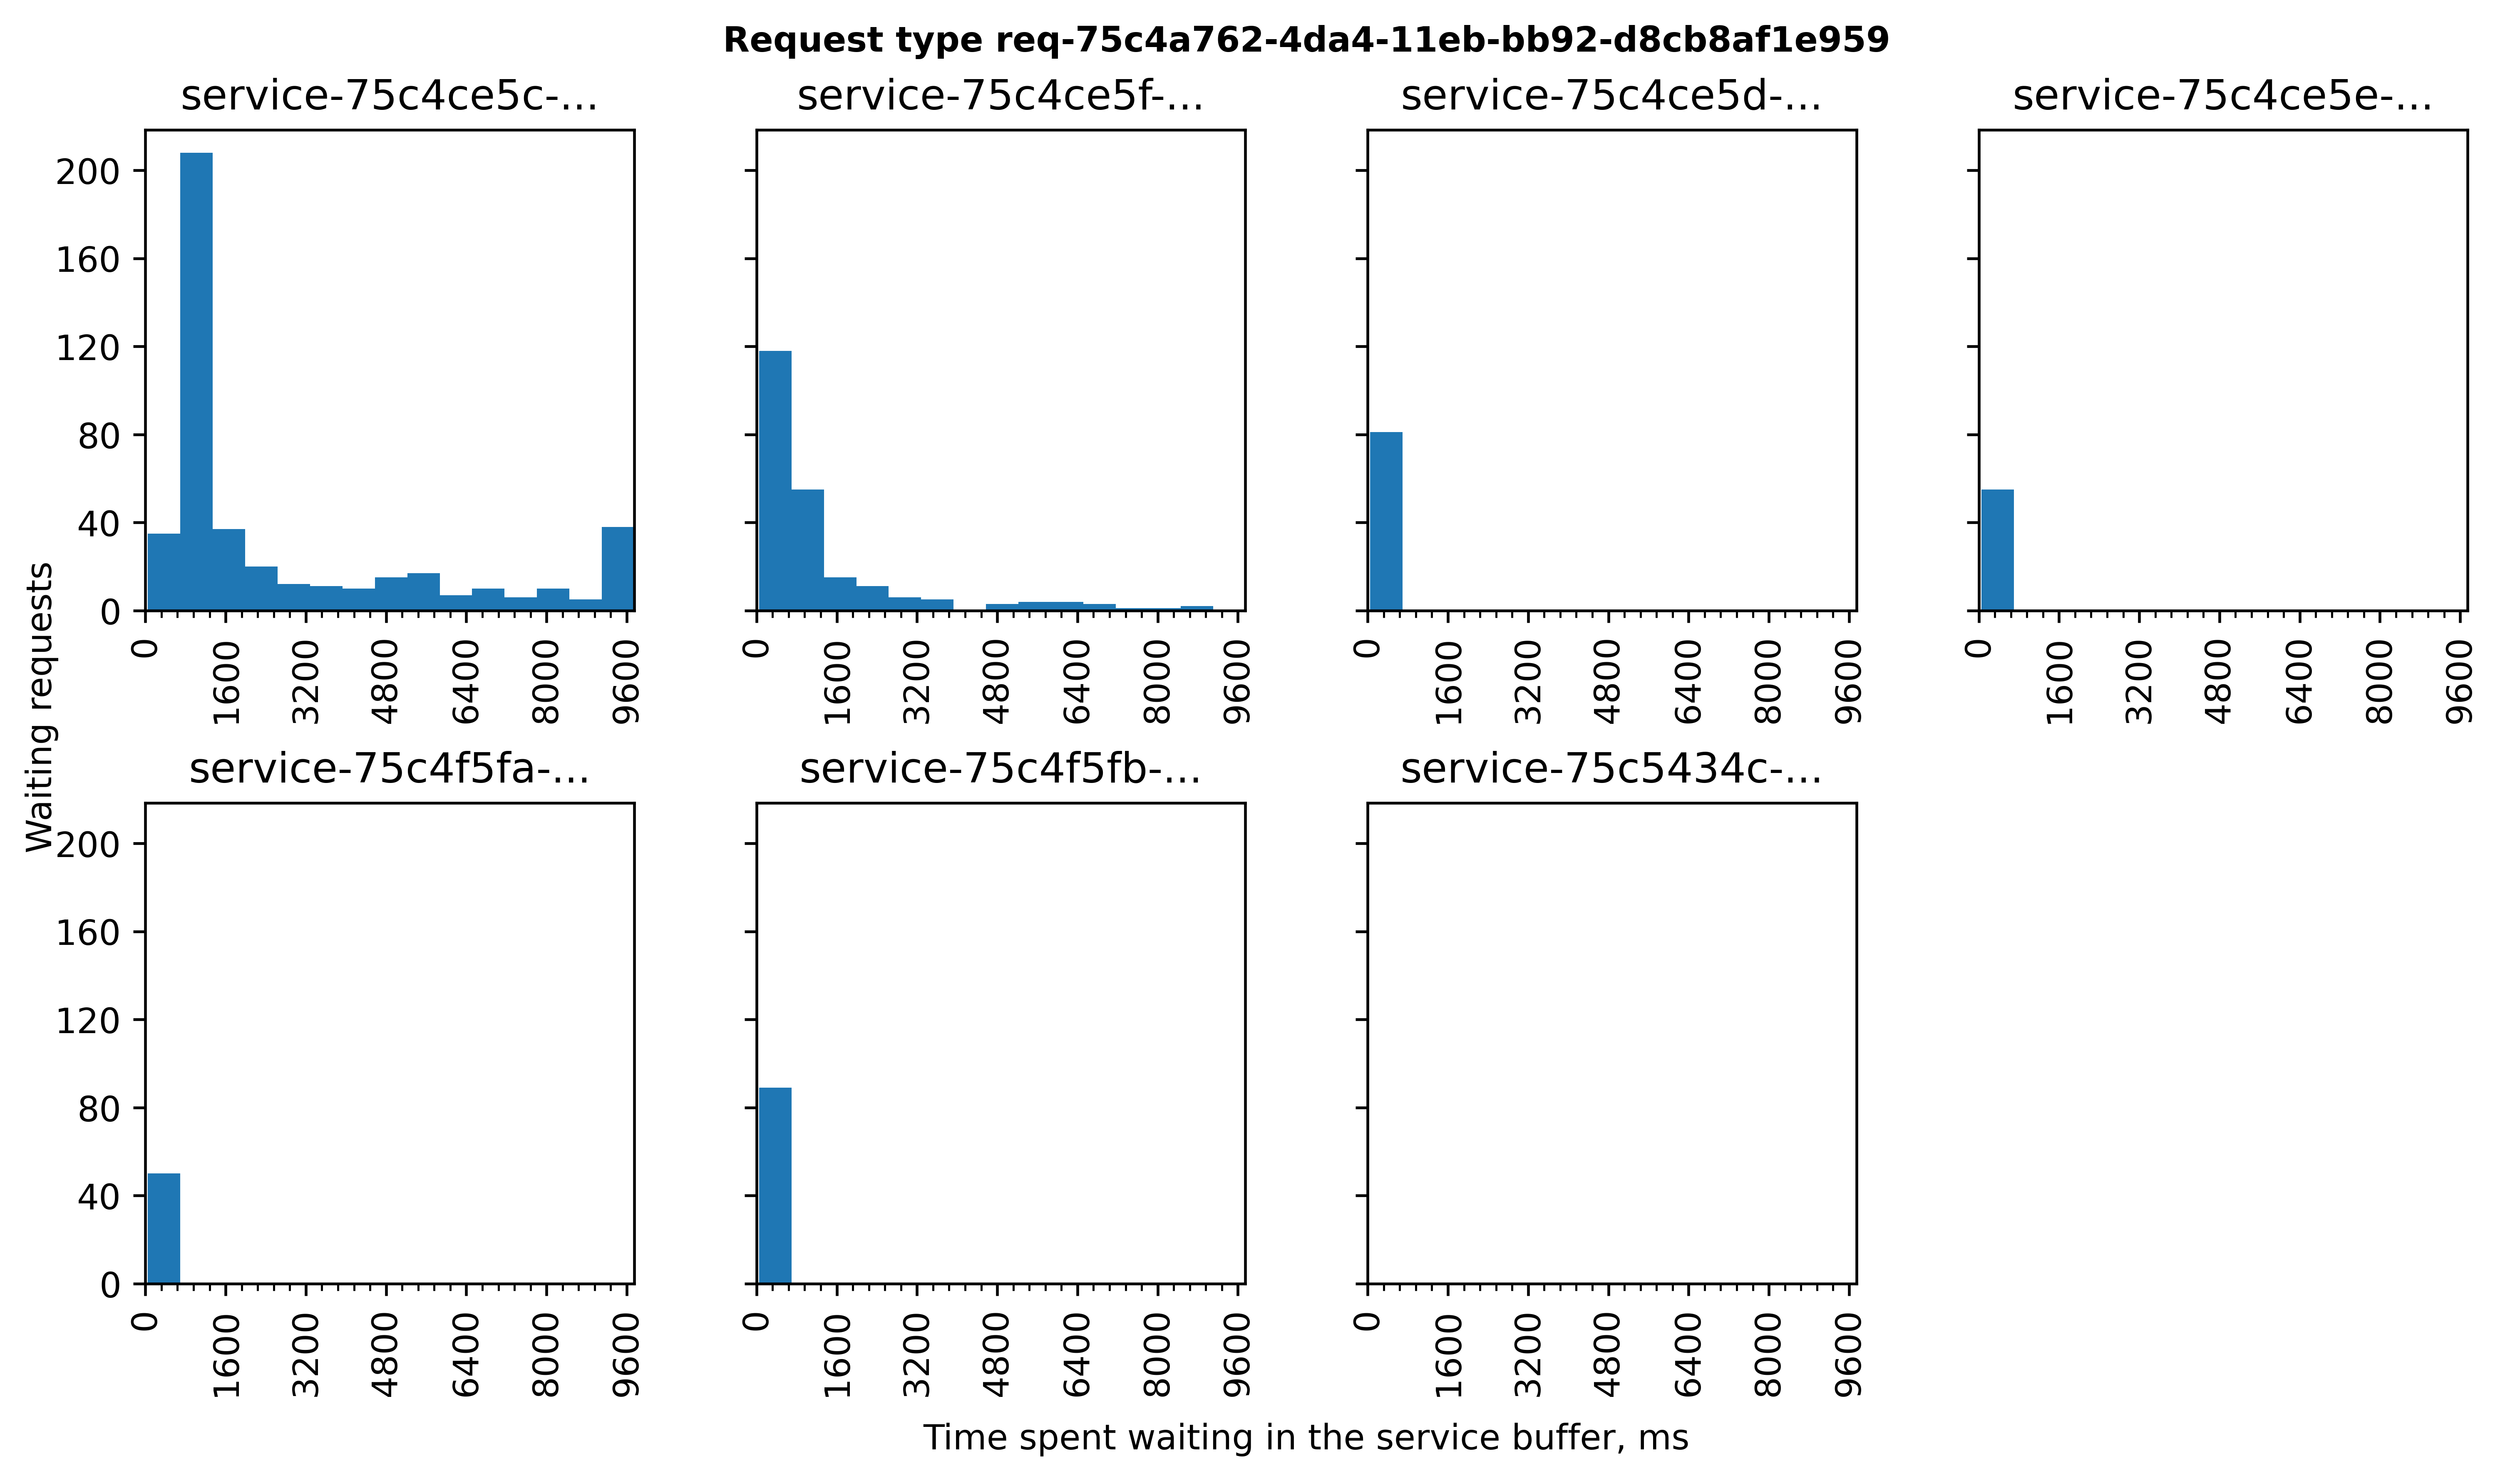 Request type req-75c4a762-4da4-11eb-bb92-d8cb8af1e959
service-75c4ce5c-...
service-75c4ce5f-...
service-75c4ce5d-...
service-75c4ce5e-...
200
160
120
80
40
0
0 1600 3200 4800 6400 8000 9600
0 1600 3200 4800 6400 8000 9600
0 1600 3200 4800 6400 8000 9600
0 1600 3200 4800 6400 8000 9600
Waiting requests
service-75c4f5fa-...
service-75c4f5fb-...
service-75c5434c-...
200
160
120
80
40
0
0 1600 3200 4800 6400 8000 9600
0 1600 3200 4800 6400 8000 9600
0 1600 3200 4800 6400 8000 9600
Time spent waiting in the service buffer, ms